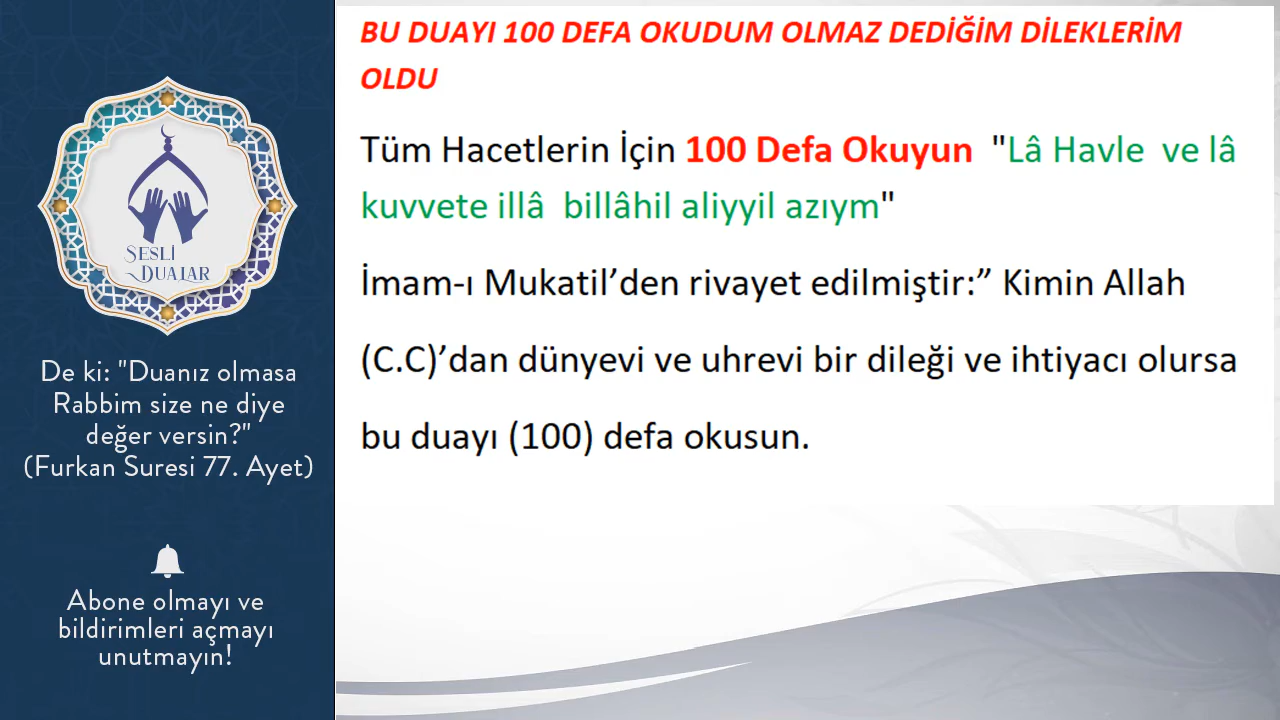 SESLİ
DUALAR
De ki: "Duanız olmasa
Rabbim size ne diye
değer versin?"
(Furkan Suresi 77. Ayet)
Abone olmayı ve
bildirimleri açmayı
unutmayın!
BU DUAYI 100 DEFA OKUDUM OLMAZ DEDİĞİM DİLEKLERİM
OLDU
Tüm Hacetlerin İçin 100 Defa Okuyun "Lâ Havle ve lâ
kuvvete illâ billâhil aliyyil azıym"
İmam-ı Mukatil’den rivayet edilmiştir:” Kimin Allah
(C.C)’dan dünyevi ve uhrevi bir dileği ve ihtiyacı olursa
bu duayı (100) defa okusun.